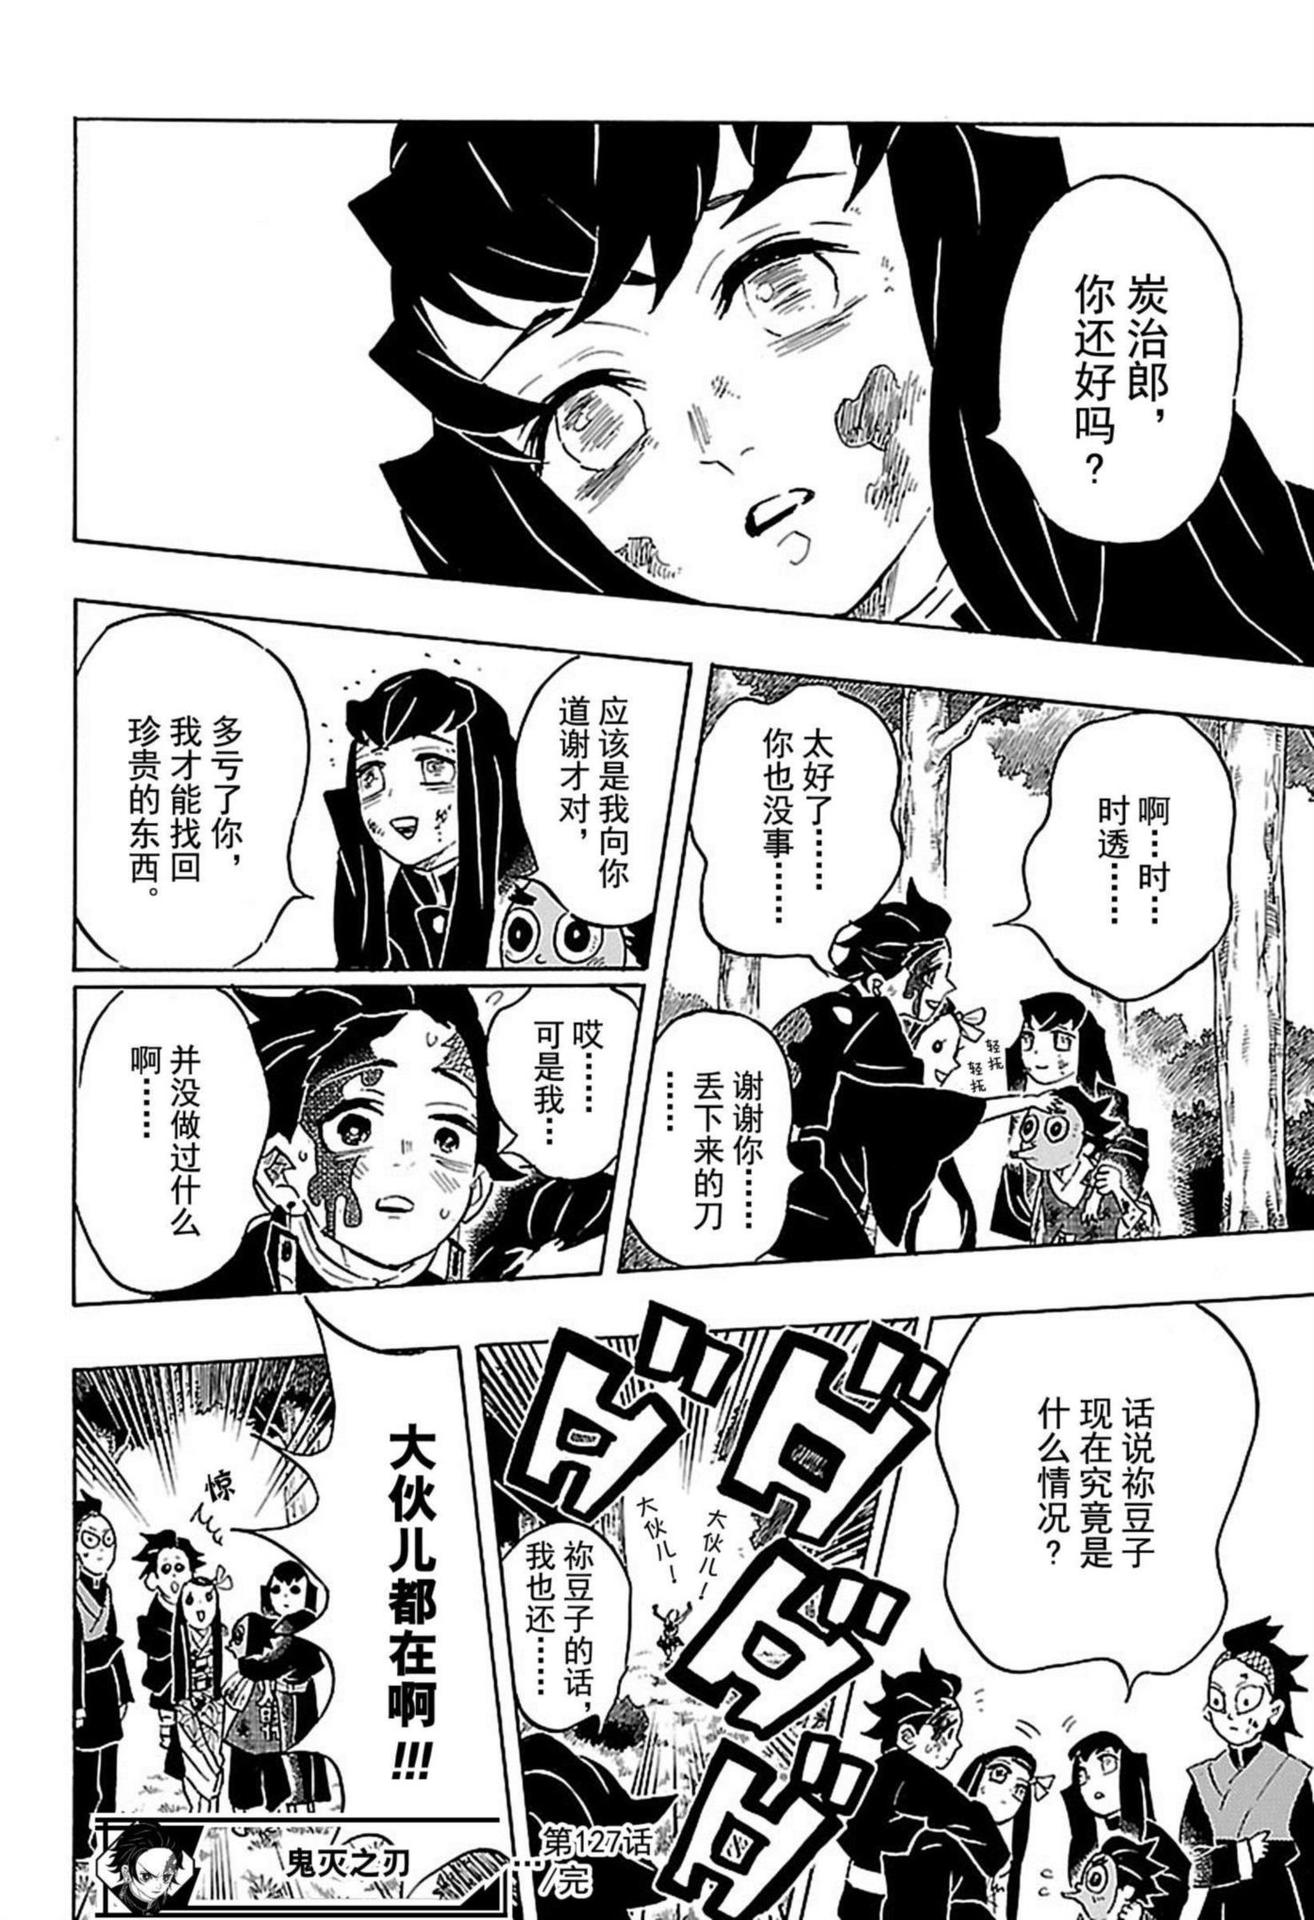 炭治郎，
你还好吗？
啊…时…
时透……
太好了……
你也没事……
轻抚
轻抚
谢谢你……
丢下来的刀
……
应该是我向你
道谢才对，
多亏了你，
我才能找回
珍贵的东西。
哎……
可是我…
并没做过什么
啊……
话说祢豆子
现在究竟是
什么情况？
ダダダダダ
大伙儿！
大伙儿！
祢豆子的话，
我也还……
大伙儿都在啊!!!
惊
鬼灭之刃
第127话
…/完